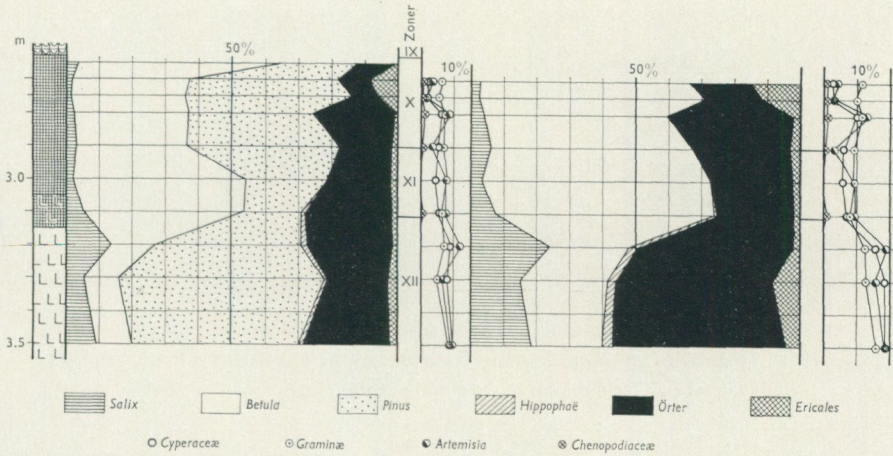 m
50%
Zoner
IX
10%
50%
10%
X
3.0
XI
XII
3.5
Salix
Betula
Pinus
Hippophaë
Örter
Ericales
Cyperaceæ
Graminæ
Artemisia
Chenopodiaceæ